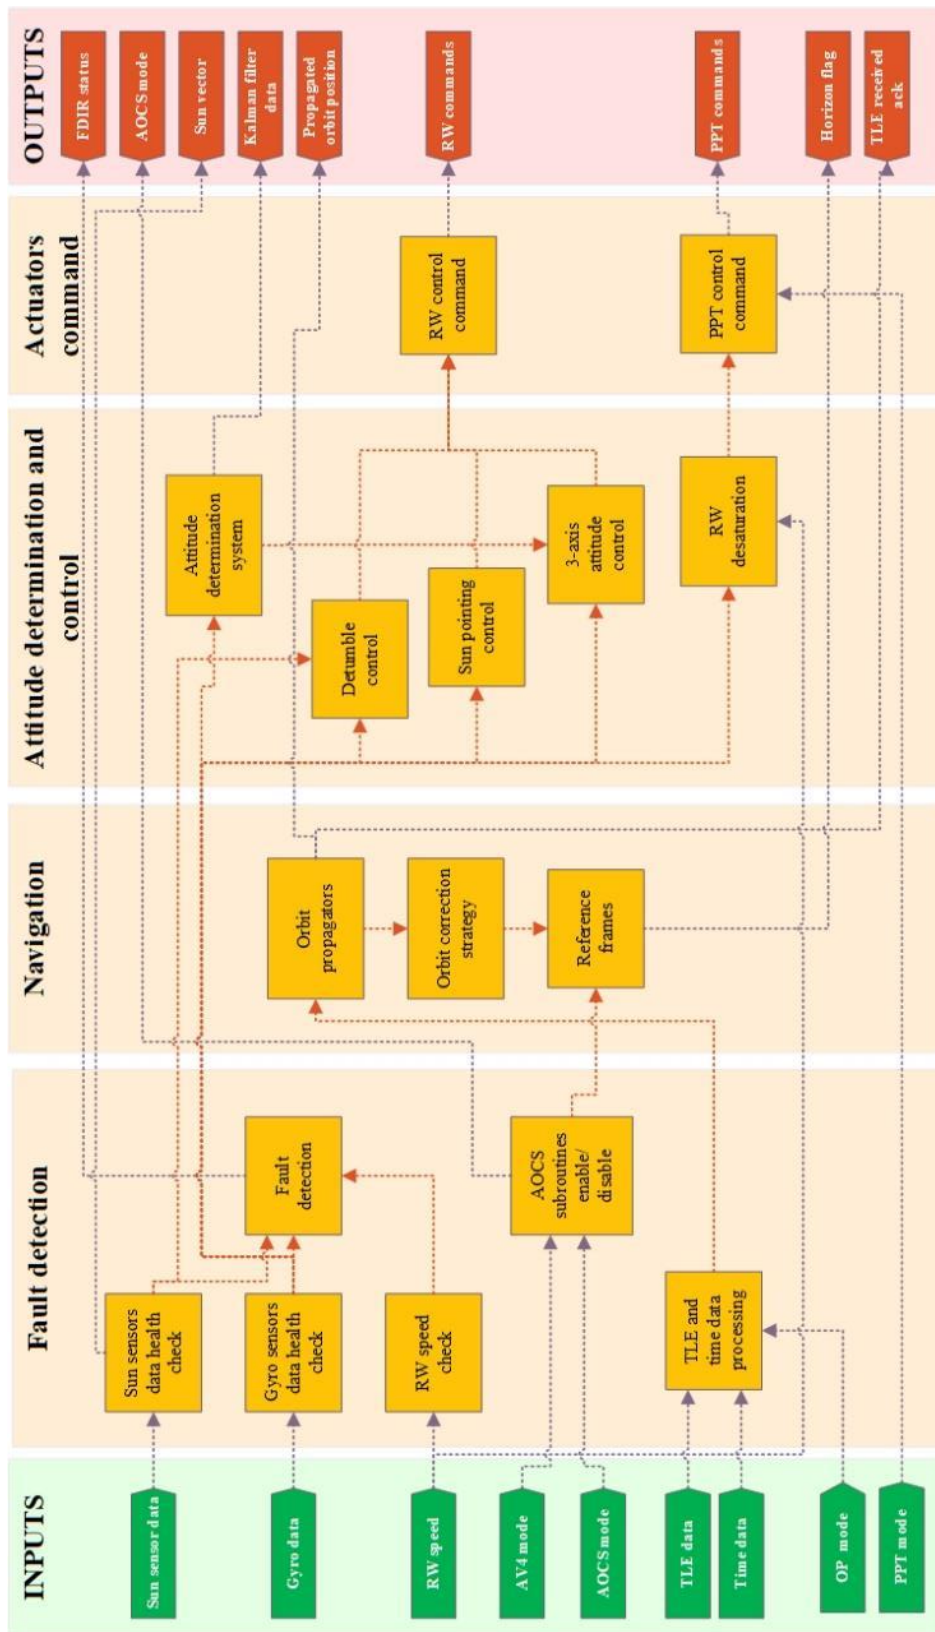 INPUTS
Sun sensor data
Gyro data
RW speed
AV4 mode
AOCS mode
TLE data
Time data
OP mode
PPT mode
Fault detection
Sun sensors
data health
check
Gyro sensors
data health
check
RW speed
check
Fault
detection
AOCS
subroutines
enable/
disable
TLE and
time data
processing
Navigation
Orbit
propagators
Orbit correction
strategy
Reference
frames
Attitude determination and
control
Attitude
determination
system
Detumble
control
Sun pointing
control
3-axis
attitude
control
RW
desaturation
Actuators
command
RW control
command
PPT control
command
OUTPUTS
FDIR status
AOCS mode
Sun vector
Kalman filter
data
Propagated
orbit position
RW commands
PPT commands
Horizon flag
TLE received
ack